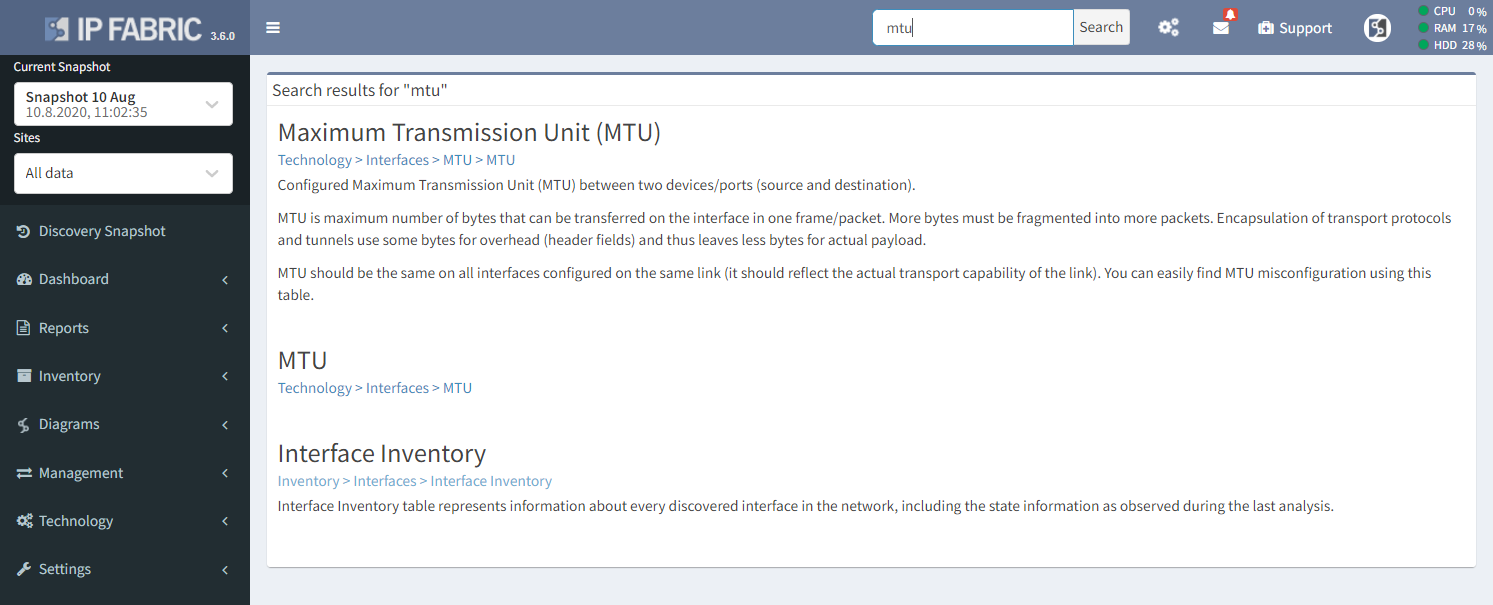 IP FABRIC 3.6.0
mtu
Search
Support
CPU 0%
RAM 17%
HDD 28%
Current Snapshot
Snapshot 10 Aug
10.8.2020, 11:02:35
Sites
All data
Discovery Snapshot
Dashboard
Reports
Inventory
Diagrams
Management
Technology
Settings
Search results for "mtu"
Maximum Transmission Unit (MTU)
Technology > Interfaces > MTU > MTU
Configured Maximum Transmission Unit (MTU) between two devices/ports (source and destination).
MTU is maximum number of bytes that can be transferred on the interface in one frame/packet. More bytes must be fragmented into more packets. Encapsulation of transport protocols
and tunnels use some bytes for overhead (header fields) and thus leaves less bytes for actual payload.
MTU should be the same on all interfaces configured on the same link (it should reflect the actual transport capability of the link). You can easily find MTU misconfiguration using this
table.
MTU
Technology > Interfaces > MTU
Interface Inventory
Inventory > Interfaces > Interface Inventory
Interface Inventory table represents information about every discovered interface in the network, including the state information as observed during the last analysis.